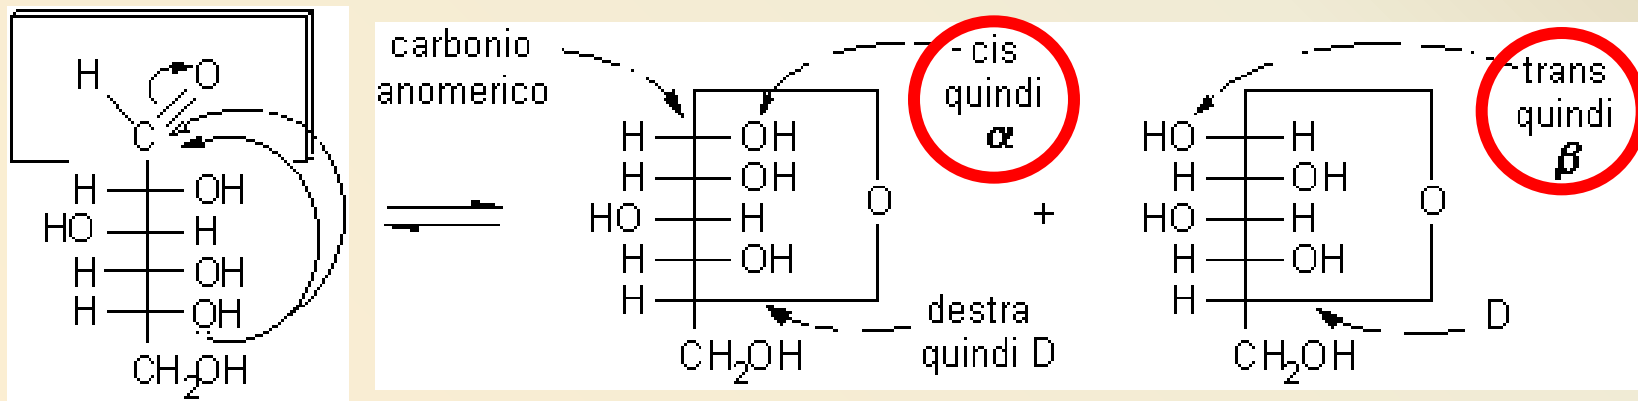 H O
C
H OH
HO H
H OH
H OH
CH2OH
carbonio
anomerico
cis
quindi
α
H OH
H OH
HO H
H OH
H
O
CH2OH
destra
quindi D
+
trans
quindi
β
HO H
H OH
HO H
H OH
H
O
CH2OH
D